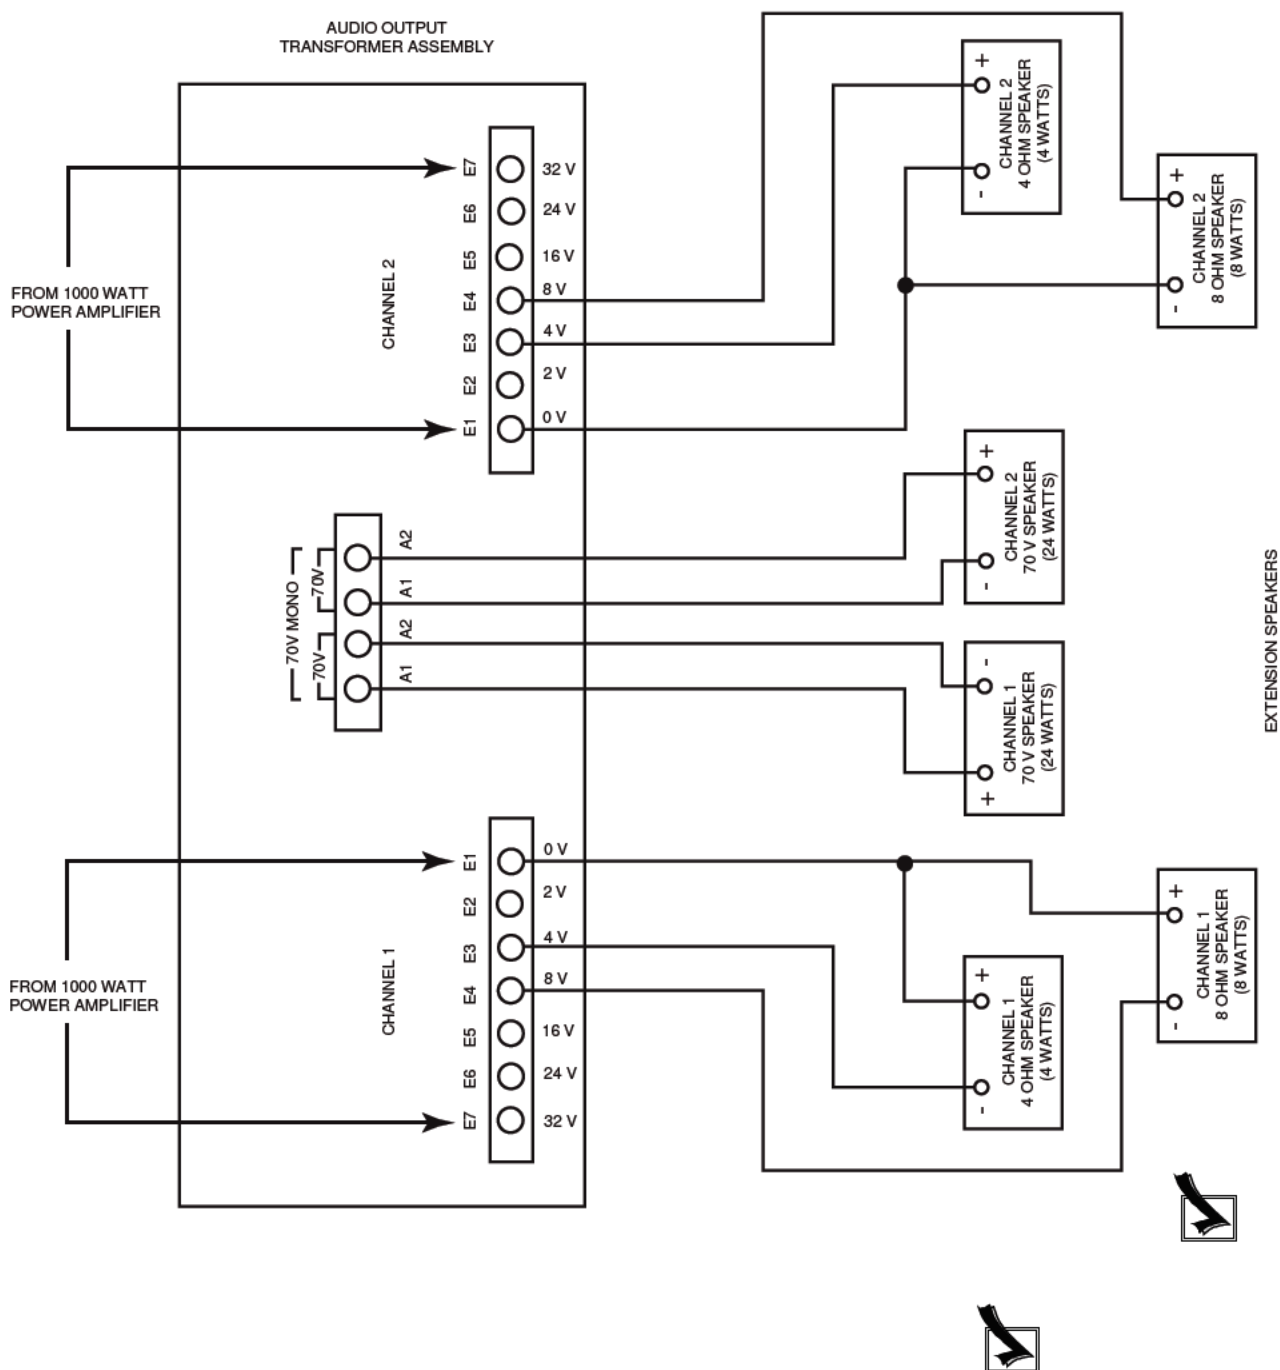 AUDIO OUTPUT
TRANSFORMER ASSEMBLY
FROM 1000 WATT
POWER AMPLIFIER
CHANNEL 2
E7
32 V
E6
24 V
E5
16 V
E4
8 V
E3
4 V
E2
2 V
E1
0 V
+
-
CHANNEL 2
4 OHM SPEAKER
(4 WATTS)
+
-
CHANNEL 2
8 OHM SPEAKER
(8 WATTS)
70V MONO
70V
70V
A2
A1
A2
A1
+
-
CHANNEL 2
70 V SPEAKER
(24 WATTS)
-
+
CHANNEL 1
70 V SPEAKER
(24 WATTS)
EXTENSION SPEAKERS
FROM 1000 WATT
POWER AMPLIFIER
CHANNEL 1
E1
0 V
E2
2 V
E3
4 V
E4
8 V
E5
16 V
E6
24 V
E7
32 V
+
-
CHANNEL 1
4 OHM SPEAKER
(4 WATTS)
+
-
CHANNEL 1
8 OHM SPEAKER
(8 WATTS)